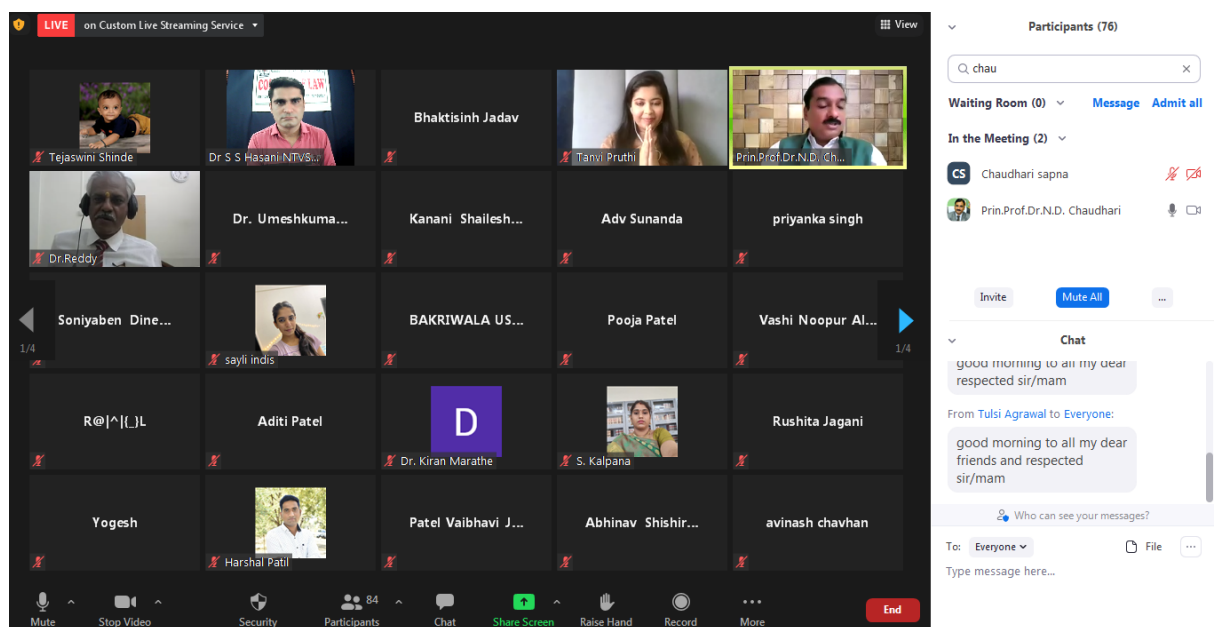 LIVE on Custom Live Streaming Service
View
COL LAW
Tejaswini Shinde
Dr S S Hasani NTVS...
Bhaktisinh Jadav
Tanvi Pruthi
Prin.Prof.Dr.N.D. Ch...
Dr.Reddy
Dr. Umeshkuma...
Kanani Shailesh...
Adv Sunanda
priyanka singh
Soniyaben Dine...
sayli indis
BAKRIWALA US...
Pooja Patel
Vashi Noopur Al...
1/4
1/4
R@|^|{_}L
Aditi Patel
D
Dr. Kiran Marathe
S. Kalpana
Rushita Jagani
Yogesh
Harshal Patil
Patel Vaibhavi J...
Abhinav Shishir...
avinash chavhan
Mute
Stop Video
Security
84
Participants
Chat
Share Screen
Raise Hand
Record
More
End
Participants (76)
chau
Waiting Room (0) Message Admit all
In the Meeting (2)
CS Chaudhari sapna
Prin.Prof.Dr.N.D. Chaudhari
Invite Mute All ...
Chat
good morning to all my dear
respected sir/mam
From Tulsi Agrawal to Everyone:
good morning to all my dear
friends and respected
sir/mam
Who can see your messages?
To: Everyone File ...
Type message here...